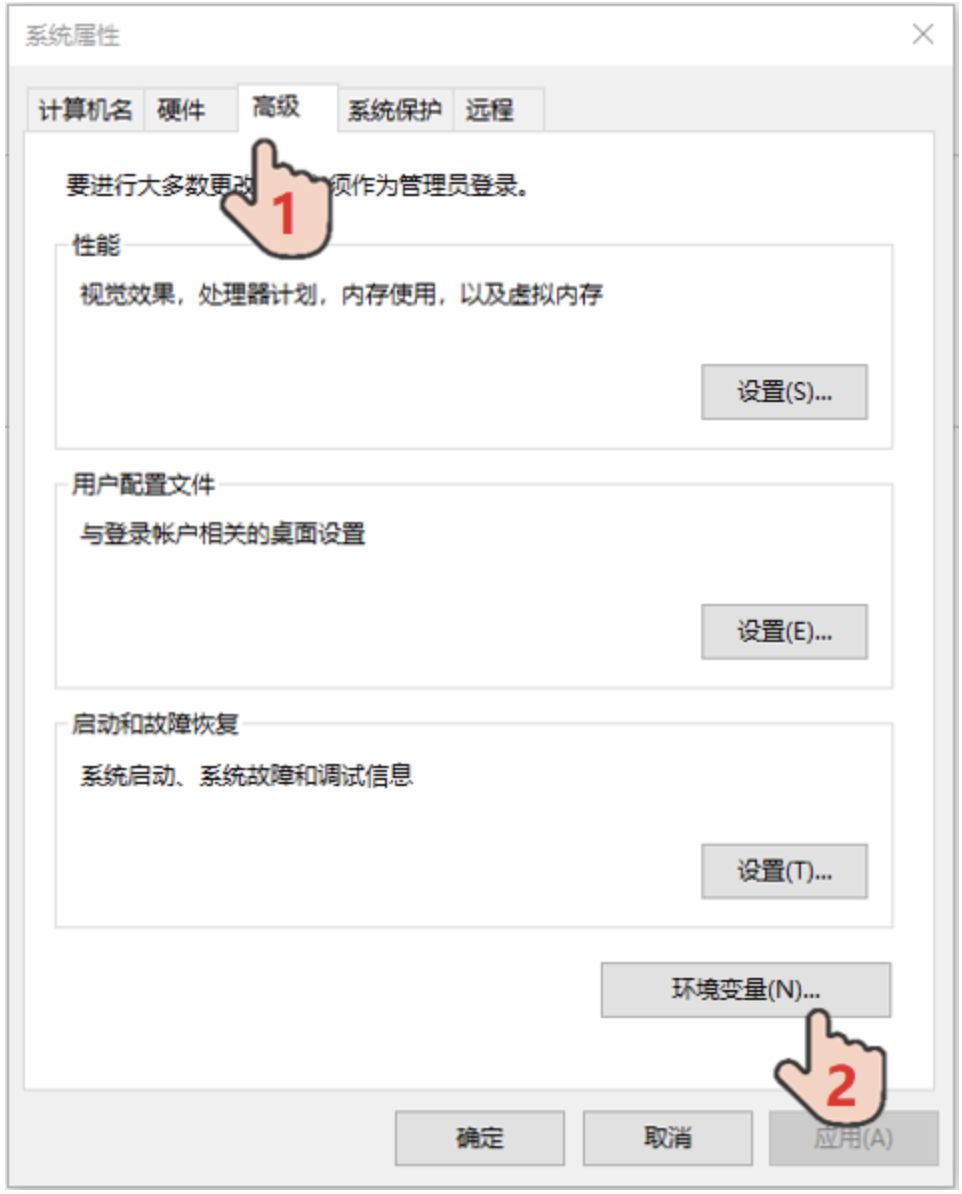 系统属性
计算机名 硬件 高级 系统保护 远程
要进行大多数更改 须作为管理员登录。
1
性能
视觉效果，处理器计划，内存使用，以及虚拟内存
设置(S)...
用户配置文件
与登录帐户相关的桌面设置
设置(E)...
启动和故障恢复
系统启动、系统故障和调试信息
设置(T)...
环境变量(N)...
2
确定 取消 应用(A)